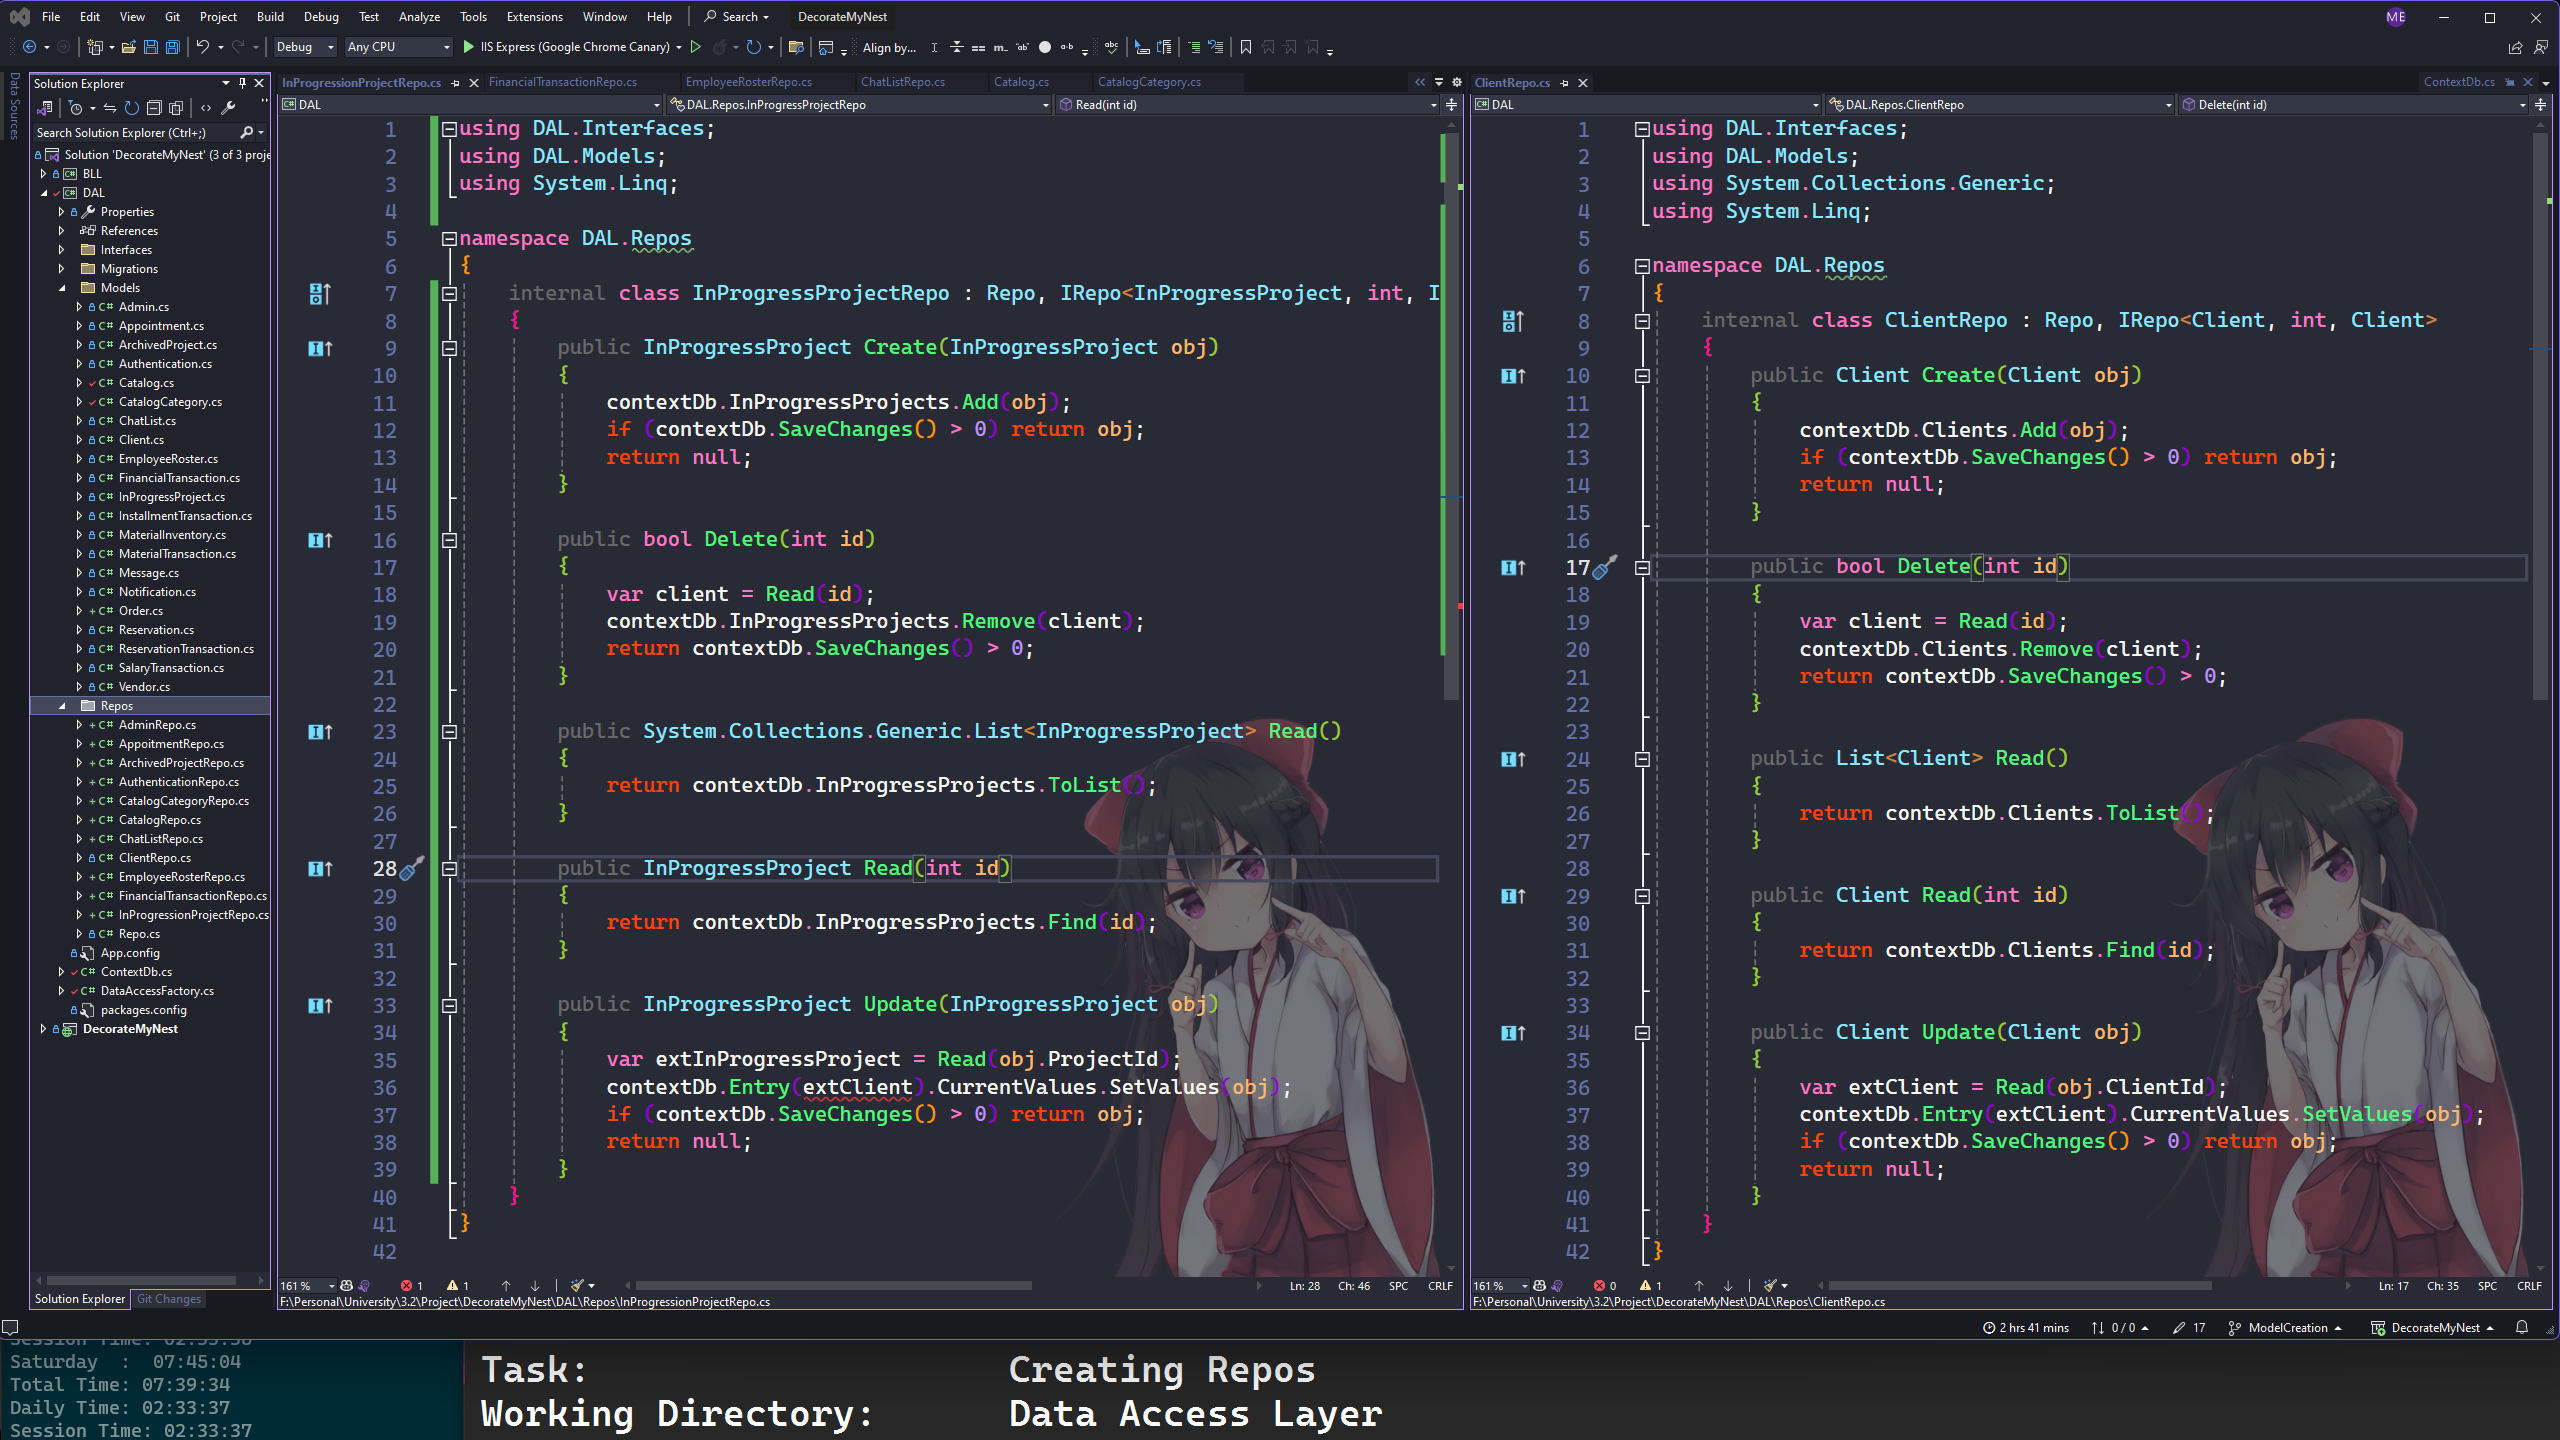 File Edit View Git Project Build Debug Test Analyze Tools Extensions Window Help Search DecorateMyNest ME
Debug Any CPU IIS Express (Google Chrome Canary) Align by...
Data Sources
Solution Explorer
Search Solution Explorer (Ctrl+;)
Solution 'DecorateMyNest' (3 of 3 proje
BLL
DAL
Properties
References
Interfaces
Migrations
Models
C# Admin.cs
C# Appointment.cs
C# ArchivedProject.cs
C# Authentication.cs
C# Catalog.cs
C# CatalogCategory.cs
C# ChatList.cs
C# Client.cs
C# EmployeeRoster.cs
C# FinancialTransaction.cs
C# InProgressProject.cs
C# InstallmentTransaction.cs
C# MaterialInventory.cs
C# MaterialTransaction.cs
C# Message.cs
C# Notification.cs
C# Order.cs
C# Reservation.cs
C# ReservationTransaction.cs
C# SalaryTransaction.cs
C# Vendor.cs
Repos
C# AdminRepo.cs
C# AppoitmentRepo.cs
C# ArchivedProjectRepo.cs
C# AuthenticationRepo.cs
C# CatalogCategoryRepo.cs
C# CatalogRepo.cs
C# ChatListRepo.cs
C# ClientRepo.cs
C# EmployeeRosterRepo.cs
C# FinancialTransactionRepo.cs
C# InProgressionProjectRepo.cs
C# Repo.cs
App.config
C# ContextDb.cs
C# DataAccessFactory.cs
packages.config
DecorateMyNest
Solution Explorer Git Changes
InProgressionProjectRepo.cs FinancialTransactionRepo.cs EmployeeRosterRepo.cs ChatListRepo.cs Catalog.cs CatalogCategory.cs
DAL DAL.Repos.InProgressProjectRepo Read(int id)
1 using DAL.Interfaces;
2 using DAL.Models;
3 using System.Linq;
4
5 namespace DAL.Repos
6 {
7 internal class InProgressProjectRepo : Repo, IRepo<InProgressProject, int, I
8 {
9 public InProgressProject Create(InProgressProject obj)
10 {
11 contextDb.InProgressProjects.Add(obj);
12 if (contextDb.SaveChanges() > 0) return obj;
13 return null;
14 }
15
16 public bool Delete(int id)
17 {
18 var client = Read(id);
19 contextDb.InProgressProjects.Remove(client);
20 return contextDb.SaveChanges() > 0;
21 }
22
23 public System.Collections.Generic.List<InProgressProject> Read()
24 {
25 return contextDb.InProgressProjects.ToList();
26 }
27
28 public InProgressProject Read(int id)
29 {
30 return contextDb.InProgressProjects.Find(id);
31 }
32
33 public InProgressProject Update(InProgressProject obj)
34 {
35 var extInProgressProject = Read(obj.ProjectId);
36 contextDb.Entry(extClient).CurrentValues.SetValues(obj);
37 if (contextDb.SaveChanges() > 0) return obj;
38 return null;
39 }
40 }
41 }
42
161 % 1 1 Ln: 28 Ch: 46 SPC CRLF
F:\Personal\University\3.2\Project\DecorateMyNest\DAL\Repos\InProgressionProjectRepo.cs
ClientRepo.cs ContextDb.cs
DAL DAL.Repos.ClientRepo Delete(int id)
1 using DAL.Interfaces;
2 using DAL.Models;
3 using System.Collections.Generic;
4 using System.Linq;
5
6 namespace DAL.Repos
7 {
8 internal class ClientRepo : Repo, IRepo<Client, int, Client>
9 {
10 public Client Create(Client obj)
11 {
12 contextDb.Clients.Add(obj);
13 if (contextDb.SaveChanges() > 0) return obj;
14 return null;
15 }
16
17 public bool Delete(int id)
18 {
19 var client = Read(id);
20 contextDb.Clients.Remove(client);
21 return contextDb.SaveChanges() > 0;
22 }
23
24 public List<Client> Read()
25 {
26 return contextDb.Clients.ToList();
27 }
28
29 public Client Read(int id)
30 {
31 return contextDb.Clients.Find(id);
32 }
33
34 public Client Update(Client obj)
35 {
36 var extClient = Read(obj.ClientId);
37 contextDb.Entry(extClient).CurrentValues.SetValues(obj);
38 if (contextDb.SaveChanges() > 0) return obj;
39 return null;
40 }
41 }
42 }
161 % 0 1 Ln: 17 Ch: 35 SPC CRLF
F:\Personal\University\3.2\Project\DecorateMyNest\DAL\Repos\ClientRepo.cs
2 hrs 41 mins 0 / 0 17 ModelCreation DecorateMyNest
Saturday : 07:45:04
Total Time: 07:39:34
Daily Time: 02:33:37
Session Time: 02:33:37
Task: Creating Repos
Working Directory: Data Access Layer